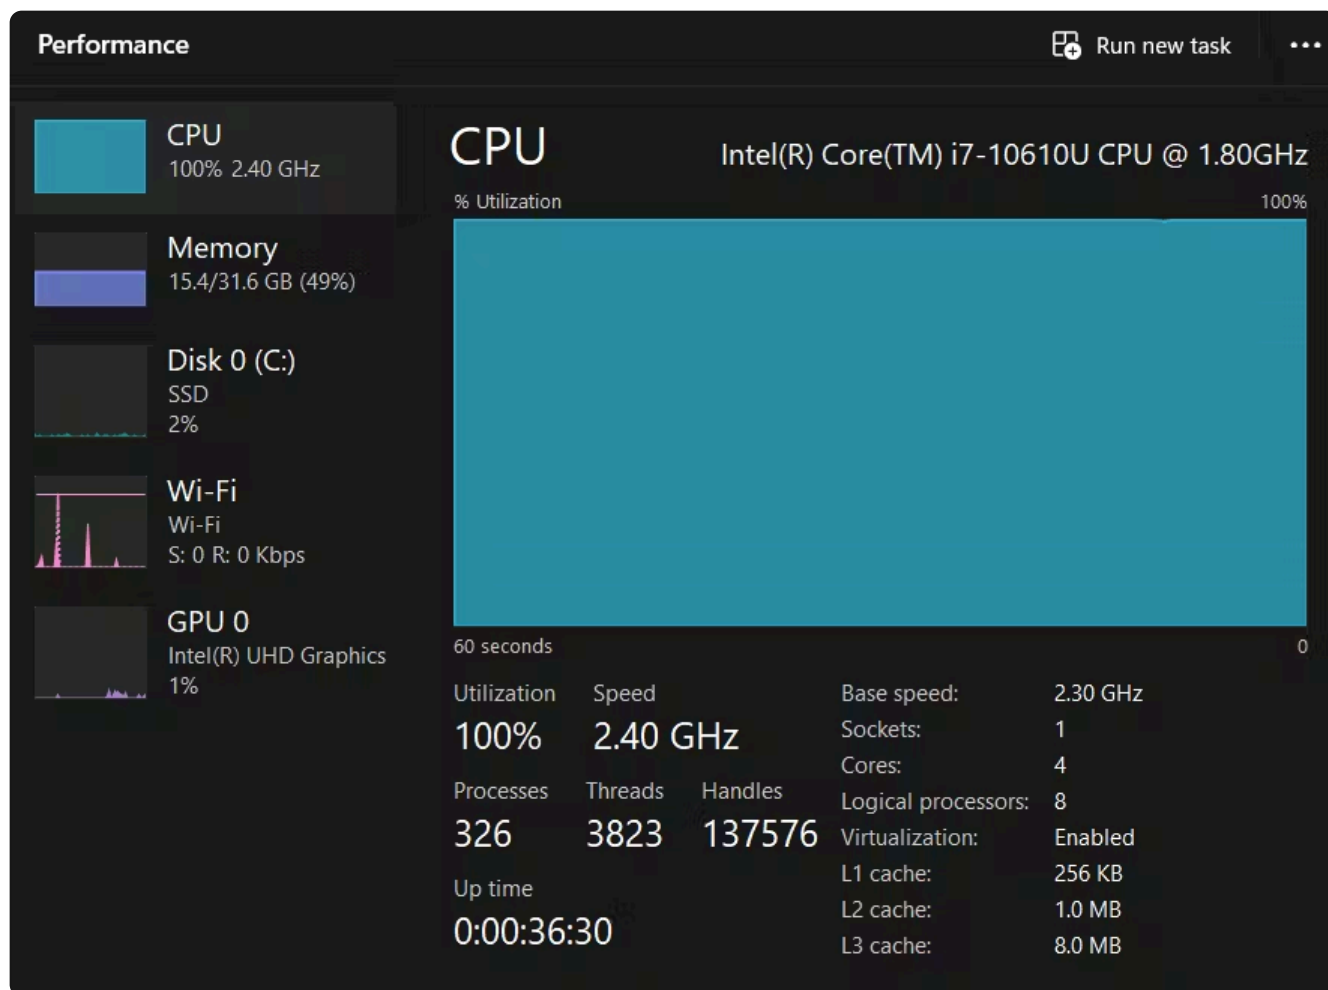 Performance
Run new task
CPU
100% 2.40 GHz
Memory
15.4/31.6 GB (49%)
Disk 0 (C:)
SSD
2%
Wi-Fi
Wi-Fi
S: 0 R: 0 Kbps
GPU 0
Intel(R) UHD Graphics
1%
CPU
Intel(R) Core(TM) i7-10610U CPU @ 1.80GHz
% Utilization 100%
60 seconds 0
Utilization Speed
100% 2.40 GHz
Processes Threads Handles
326 3823 137576
Up time
0:00:36:30
Base speed: 2.30 GHz
Sockets: 1
Cores: 4
Logical processors: 8
Virtualization: Enabled
L1 cache: 256 KB
L2 cache: 1.0 MB
L3 cache: 8.0 MB